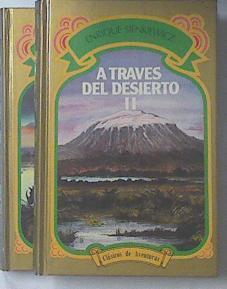 ENRIQUE SIENKIEWICZ
A TRAVES
DEL DESIERTO
II
Clásicos de Aventuras